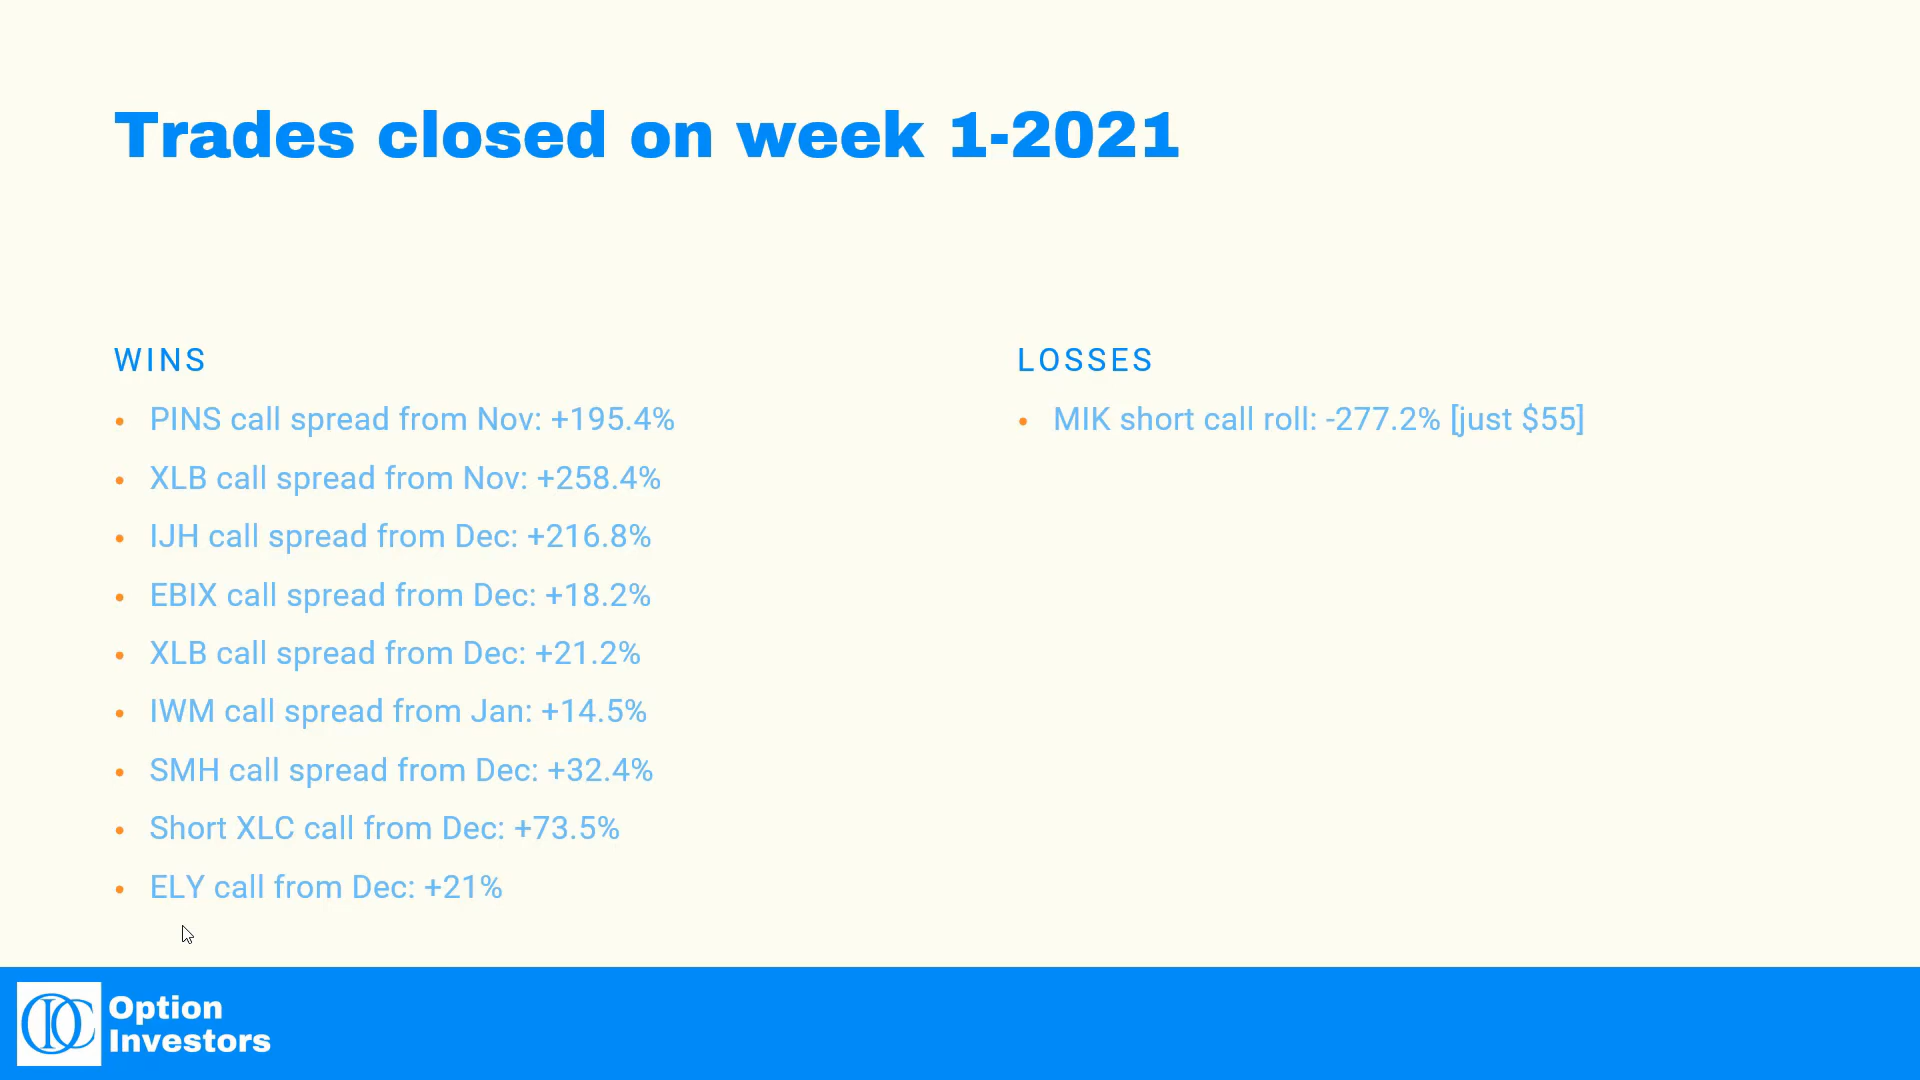 Trades closed on week 1-2021
WINS
• PINS call spread from Nov: +195.4%
• XLB call spread from Nov: +258.4%
• IJH call spread from Dec: +216.8%
• EBIX call spread from Dec: +18.2%
• XLB call spread from Dec: +21.2%
• IWM call spread from Jan: +14.5%
• SMH call spread from Dec: +32.4%
• Short XLC call from Dec: +73.5%
• ELY call from Dec: +21%
LOSSES
• MIK short call roll: -277.2% [just $55]
Option
Investors